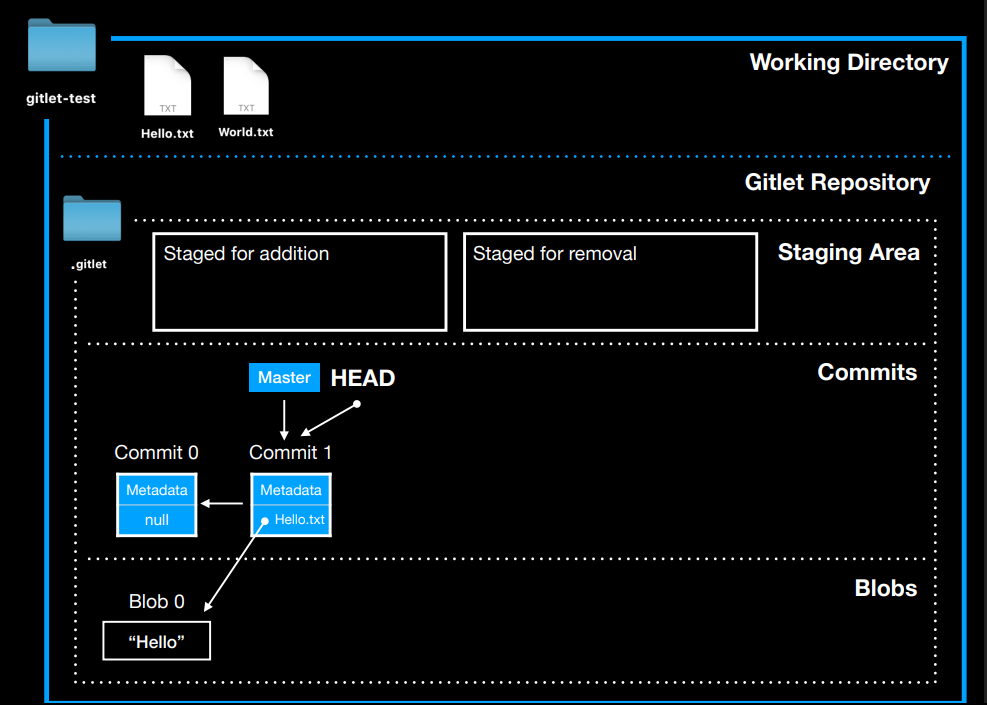 Working Directory
gitlet-test
TXT
TXT
Hello.txt
World.txt
Gitlet Repository
.gitlet
Staged for addition
Staged for removal
Staging Area
Commits
Master
HEAD
Commit 0
Commit 1
Metadata
null
Metadata
Hello.txt
Blobs
Blob 0
“Hello”